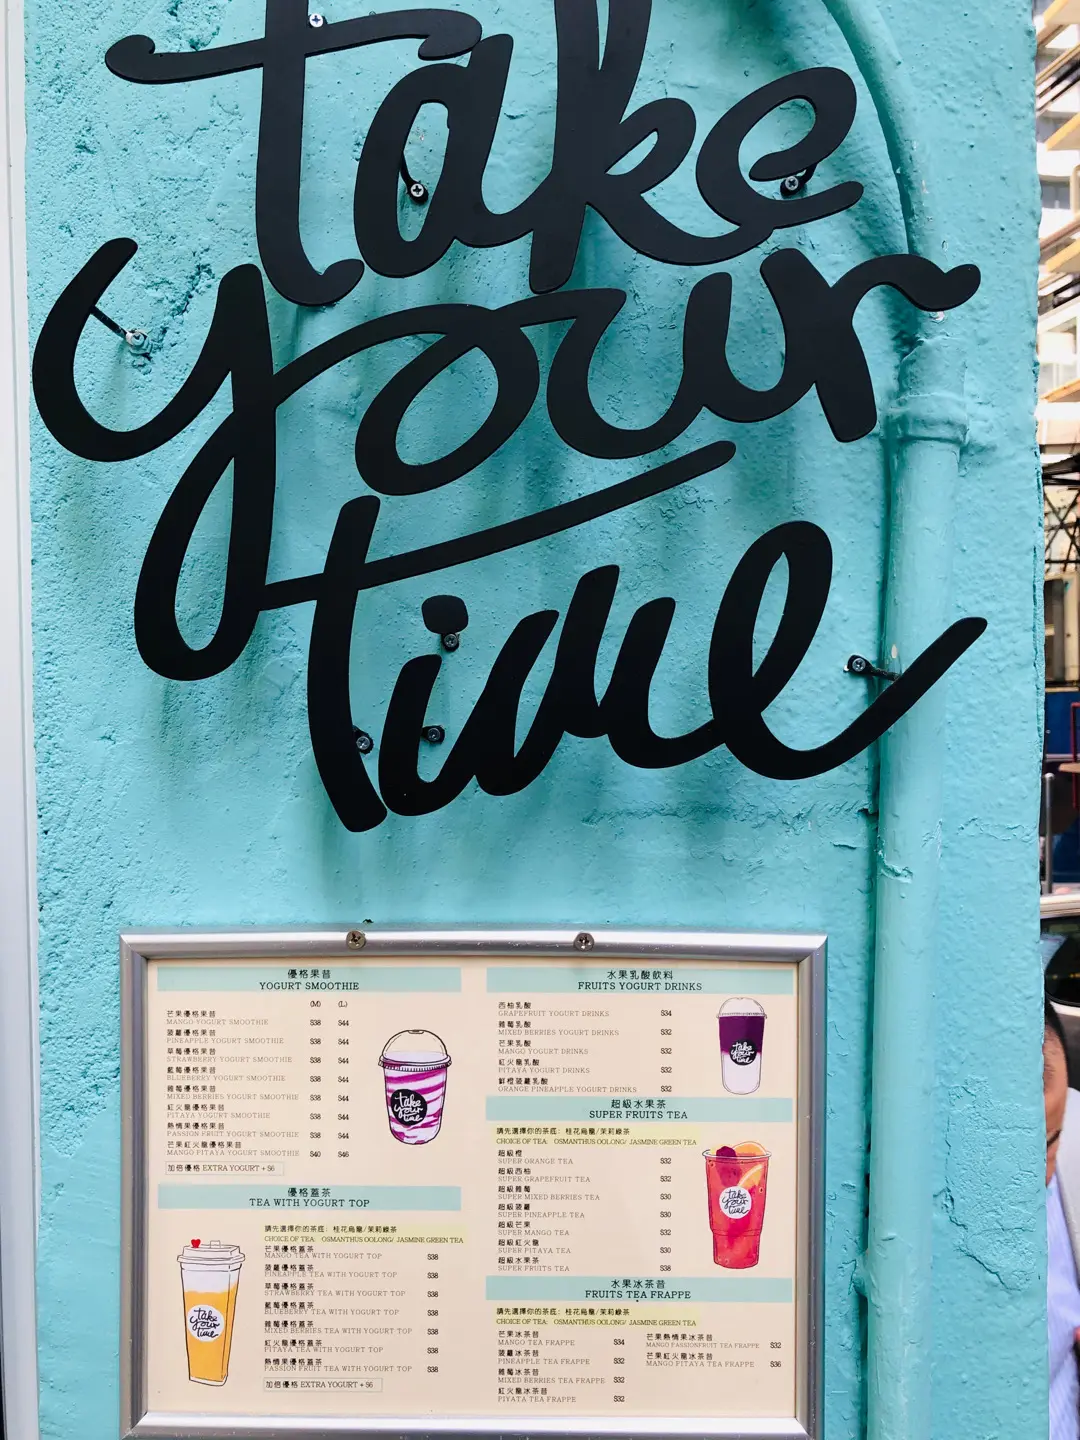 take
your
time
優格果昔
YOGURT SMOOTHIE
(M) (L)
芒果優格果昔
MANGO YOGURT SMOOTHIE $38 $44
菠蘿優格果昔
PINEAPPLE YOGURT SMOOTHIE $38 $44
草莓優格果昔
STRAWBERRY YOGURT SMOOTHIE $38 $44
藍莓優格果昔
BLUEBERRY YOGURT SMOOTHIE $38 $44
雜莓優格果昔
MIXED BERRIES YOGURT SMOOTHIE $38 $44
紅火龍優格果昔
PITAYA YOGURT SMOOTHIE $38 $44
熱情果優格果昔
PASSION FRUIT YOGURT SMOOTHIE $38 $44
芒果紅火龍優格果昔
MANGO PITAYA YOGURT SMOOTHIE $40 $46
加倍優格 EXTRA YOGURT + $6
take
your
time
優格蓋茶
TEA WITH YOGURT TOP
請先選擇你的茶底: 桂花烏龍/茉莉綠茶
CHOICE OF TEA: OSMANTHUS OOLONG/ JASMINE GREEN TEA
芒果優格蓋茶
MANGO TEA WITH YOGURT TOP $38
菠蘿優格蓋茶
PINEAPPLE TEA WITH YOGURT TOP $38
草莓優格蓋茶
STRAWBERRY TEA WITH YOGURT TOP $38
藍莓優格蓋茶
BLUEBERRY TEA WITH YOGURT TOP $38
雜莓優格蓋茶
MIXED BERRIES TEA WITH YOGURT TOP $38
紅火龍優格蓋茶
PITAYA TEA WITH YOGURT TOP $38
熱情果優格蓋茶
PASSION FRUIT TEA WITH YOGURT TOP $38
加倍優格 EXTRA YOGURT + $6
take
your
time
水果乳酸飲料
FRUITS YOGURT DRINKS
西柚乳酸
GRAPEFRUIT YOGURT DRINKS $34
雜莓乳酸
MIXED BERRIES YOGURT DRINKS $32
芒果乳酸
MANGO YOGURT DRINKS $32
紅火龍乳酸
PITAYA YOGURT DRINKS $32
鮮橙菠蘿乳酸
ORANGE PINEAPPLE YOGURT DRINKS $32
take
your
time
超級水果茶
SUPER FRUITS TEA
請先選擇你的茶底: 桂花烏龍/茉莉綠茶
CHOICE OF TEA: OSMANTHUS OOLONG/ JASMINE GREEN TEA
超級橙
SUPER ORANGE TEA $32
超級西柚
SUPER GRAPEFRUIT TEA $32
超級雜莓
SUPER MIXED BERRIES TEA $30
超級菠蘿
SUPER PINEAPPLE TEA $30
超級芒果
SUPER MANGO TEA $32
超級紅火龍
SUPER PITAYA TEA $30
超級水果茶
SUPER FRUITS TEA $38
take
your
time
水果冰茶昔
FRUITS TEA FRAPPE
請先選擇你的茶底: 桂花烏龍/茉莉綠茶
CHOICE OF TEA: OSMANTHUS OOLONG/ JASMINE GREEN TEA
芒果冰茶昔
MANGO TEA FRAPPE $34
菠蘿冰茶昔
PINEAPPLE TEA FRAPPE $32
雜莓冰茶昔
MIXED BERRIES TEA FRAPPE $32
紅火龍冰茶昔
PIYATA TEA FRAPPE $32
芒果熱情果冰茶昔
MANGO PASSIONFRUIT TEA FRAPPE $32
芒果紅火龍冰茶昔
MANGO PITAYA TEA FRAPPE $36